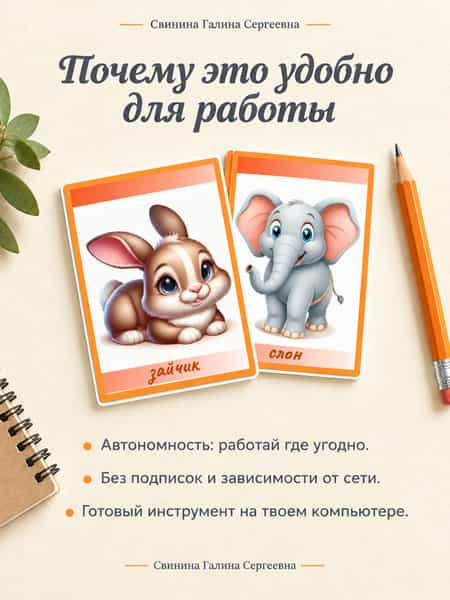 Свинина Галина Сергеевна
Почему это удобно
для работы
зайчик
слон
Автономность: работай где угодно.
Без подписок и зависимости от сети.
Готовый инструмент на твоем компьютере.
Свинина Галина Сергеевна